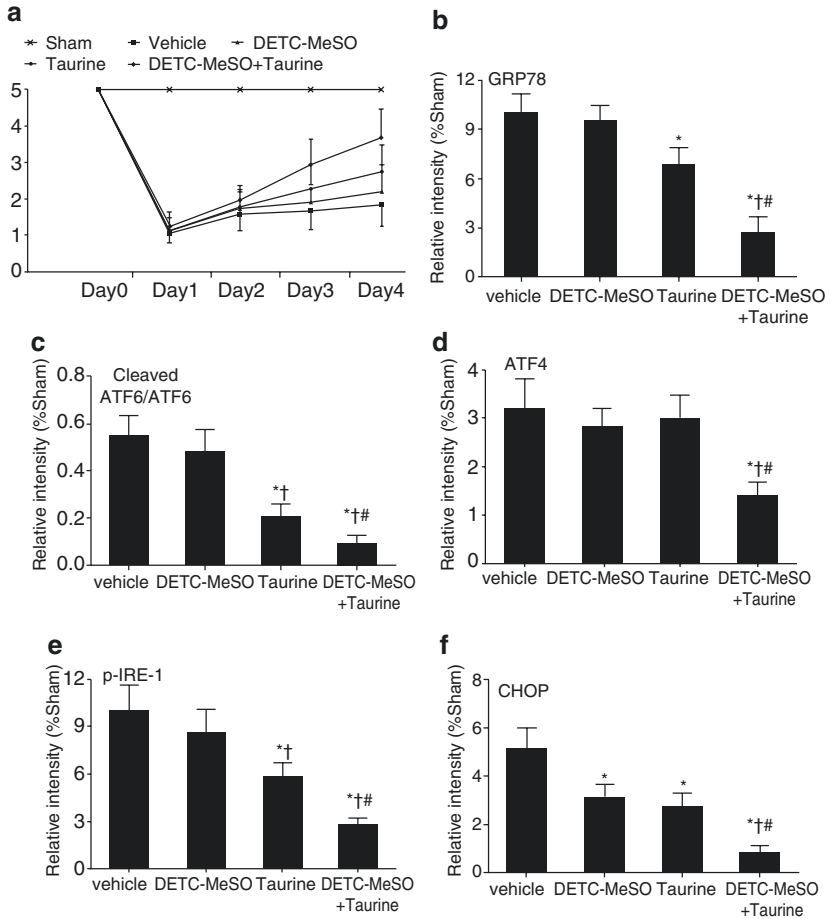 a
Sham Vehicle DETC-MeSO
Taurine DETC-MeSO+Taurine
5
4
3
2
1
0
Day0 Day1 Day2 Day3 Day4
b
GRP78
Relative intensity (%Sham)
12
9
6
3
0
*
*†#
vehicle DETC-MeSO Taurine DETC-MeSO
+Taurine
c
Cleaved
ATF6/ATF6
Relative intensity (%Sham)
0.8
0.6
0.4
0.2
0.0
*†
*†#
vehicle DETC-MeSO Taurine DETC-MeSO
+Taurine
d
ATF4
Relative intensity (%Sham)
4
3
2
1
0
*†#
vehicle DETC-MeSO Taurine DETC-MeSO
+Taurine
e
p-IRE-1
Relative intensity (%Sham)
12
9
6
3
0
*†
*†#
vehicle DETC-MeSO Taurine DETC-MeSO
+Taurine
f
CHOP
Relative intensity (%Sham)
8
6
4
2
0
*
*
*†#
vehicle DETC-MeSO Taurine DETC-MeSO
+Taurine